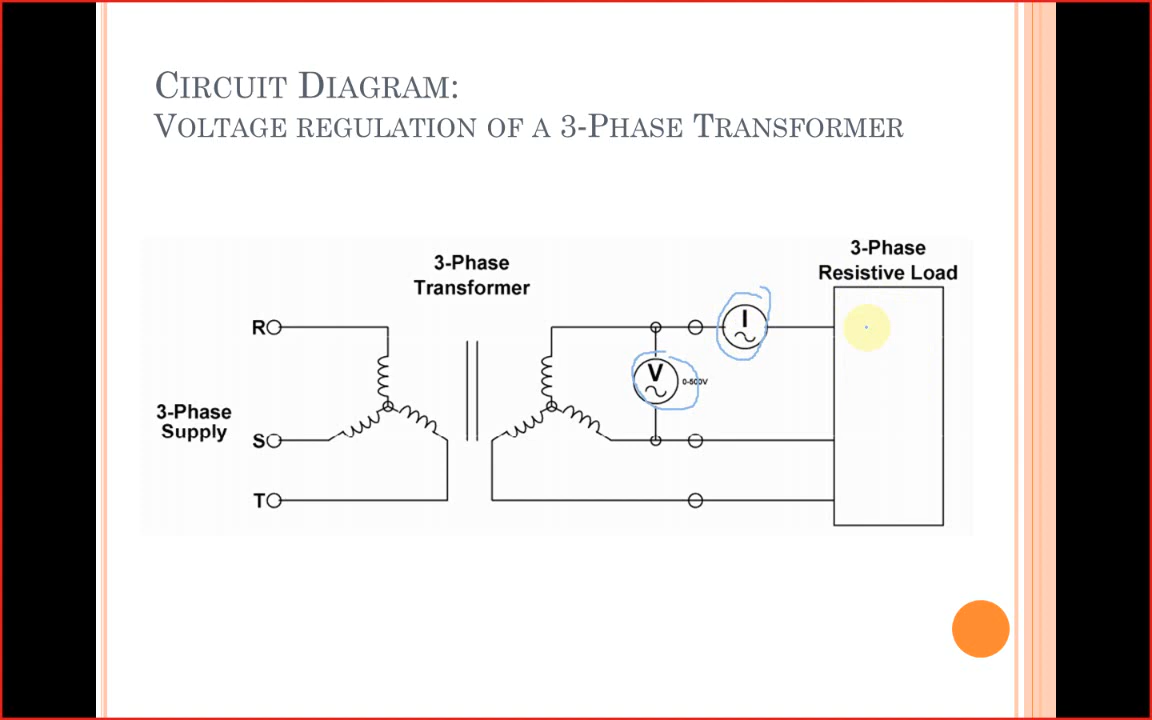 CIRCUIT DIAGRAM:
VOLTAGE REGULATION OF A 3-PHASE TRANSFORMER
3-Phase
Transformer
3-Phase
Resistive Load
R
I
V
0-500V
3-Phase
Supply
S
T